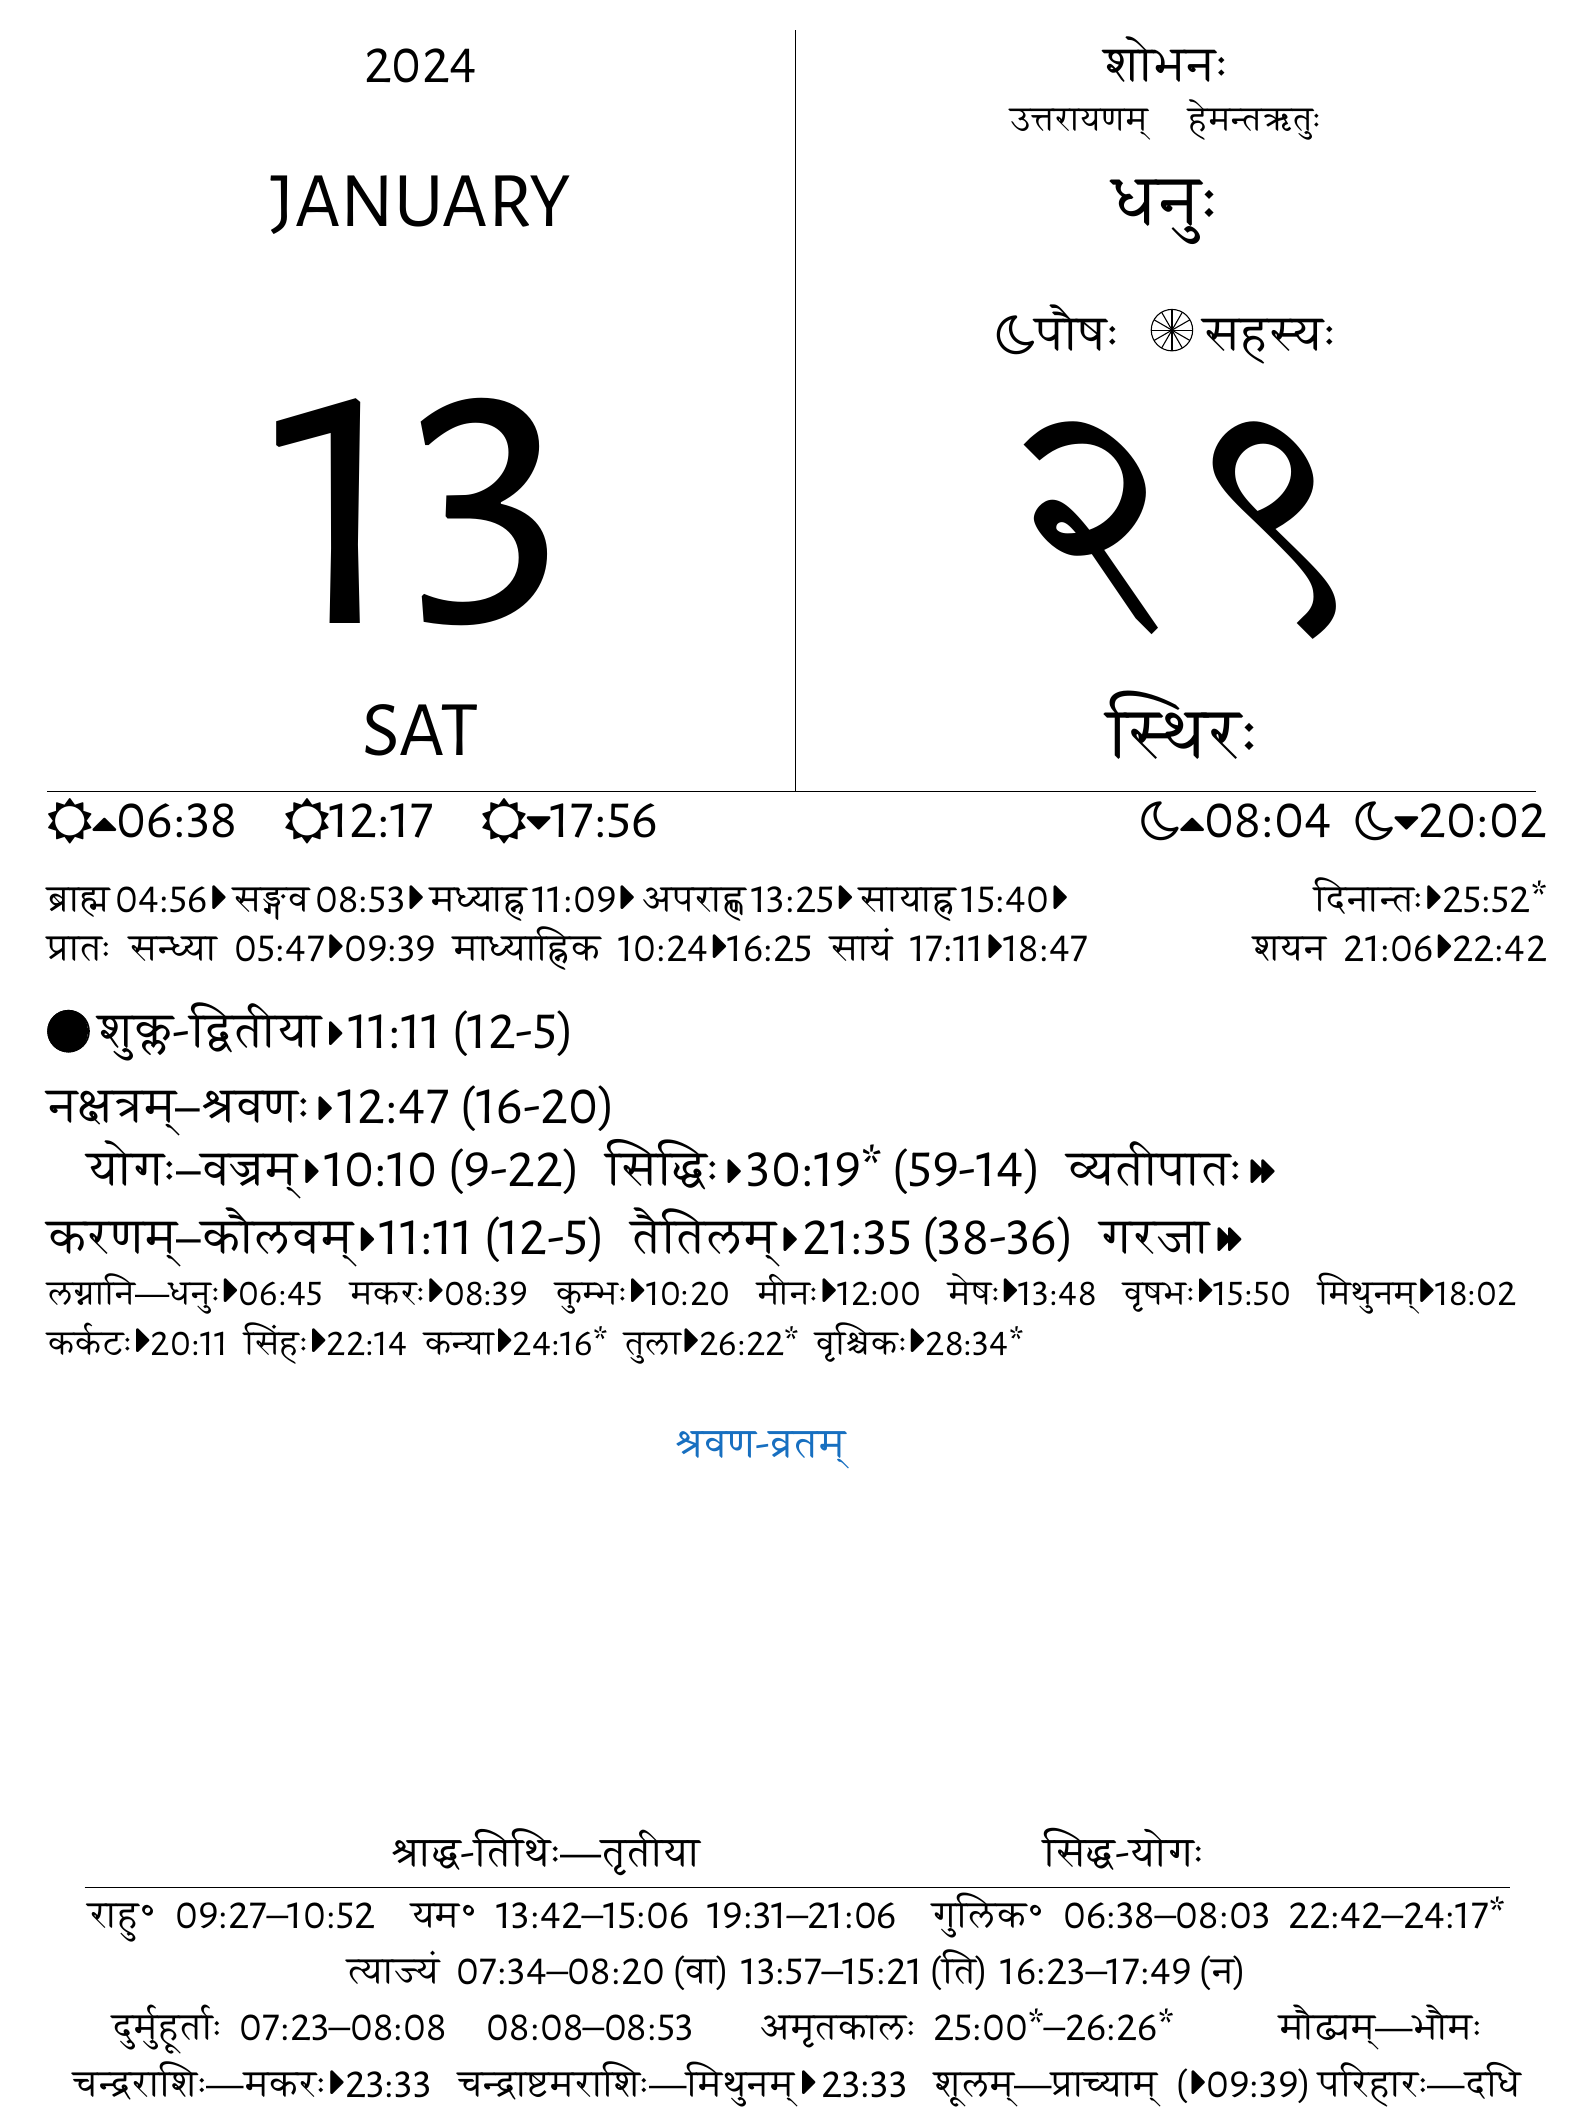 2024
JANUARY
13
SAT
शोभनः
उत्तरायणम् हेमन्तऋतुः
धनुः
पौषः सहस्यः
२९
स्थिरः
06:38 12:17 17:56 08:04 20:02
ब्राह्म 04:56 सङ्गव 08:53 मध्याह्न 11:09 अपराह्ण 13:25 सायाह्न 15:40 दिनान्तः 25:52*
प्रातः सन्ध्या 05:47 09:39 माध्याह्निक 10:24 16:25 सायं 17:11 18:47 शयन 21:06 22:42
शुक्ल-द्वितीया 11:11 (12-5)
नक्षत्रम्–श्रवणः 12:47 (16-20)
योगः–वज्रम् 10:10 (9-22) सिद्धिः 30:19* (59-14) व्यतीपातः
करणम्–कौलवम् 11:11 (12-5) तैतिलम् 21:35 (38-36) गरजा
लग्नानि—धनुः 06:45 मकरः 08:39 कुम्भः 10:20 मीनः 12:00 मेषः 13:48 वृषभः 15:50 मिथुनम् 18:02
कर्कटः 20:11 सिंहः 22:14 कन्या 24:16* तुला 26:22* वृश्चिकः 28:34*
श्रवण-व्रतम्
श्राद्ध-तिथिः—तृतीया सिद्ध-योगः
राहु॰ 09:27–10:52 यम॰ 13:42–15:06 19:31–21:06 गुलिक॰ 06:38–08:03 22:42–24:17*
त्याज्यं 07:34–08:20 (वा) 13:57–15:21 (ति) 16:23–17:49 (न)
दुर्मुहूर्ताः 07:23–08:08 08:08–08:53 अमृतकालः 25:00*–26:26* मौढ्यम्—भौमः
चन्द्रराशिः—मकरः 23:33 चन्द्राष्टमराशिः—मिथुनम् 23:33 शूलम्—प्राच्याम् (09:39) परिहारः—दधि